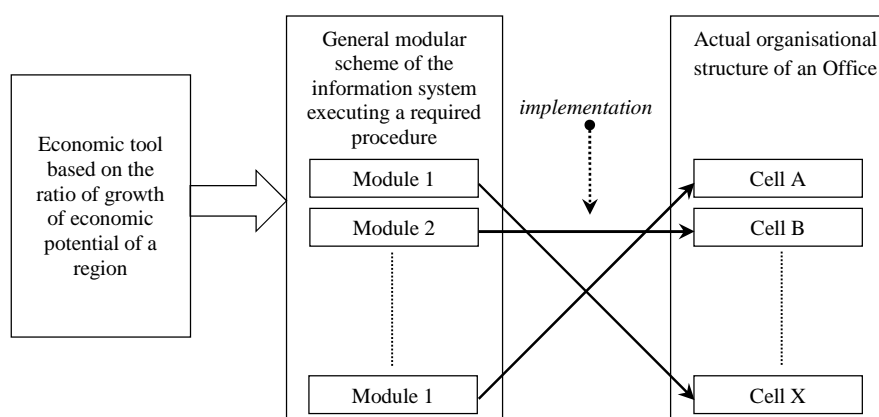 Economic tool
based on the
ratio of growth
of economic
potential of a
region
General modular
scheme of the
information system
executing a required
procedure
Module 1
Module 2
Module 1
implementation
Actual organisational
structure of an Office
Cell A
Cell B
Cell X